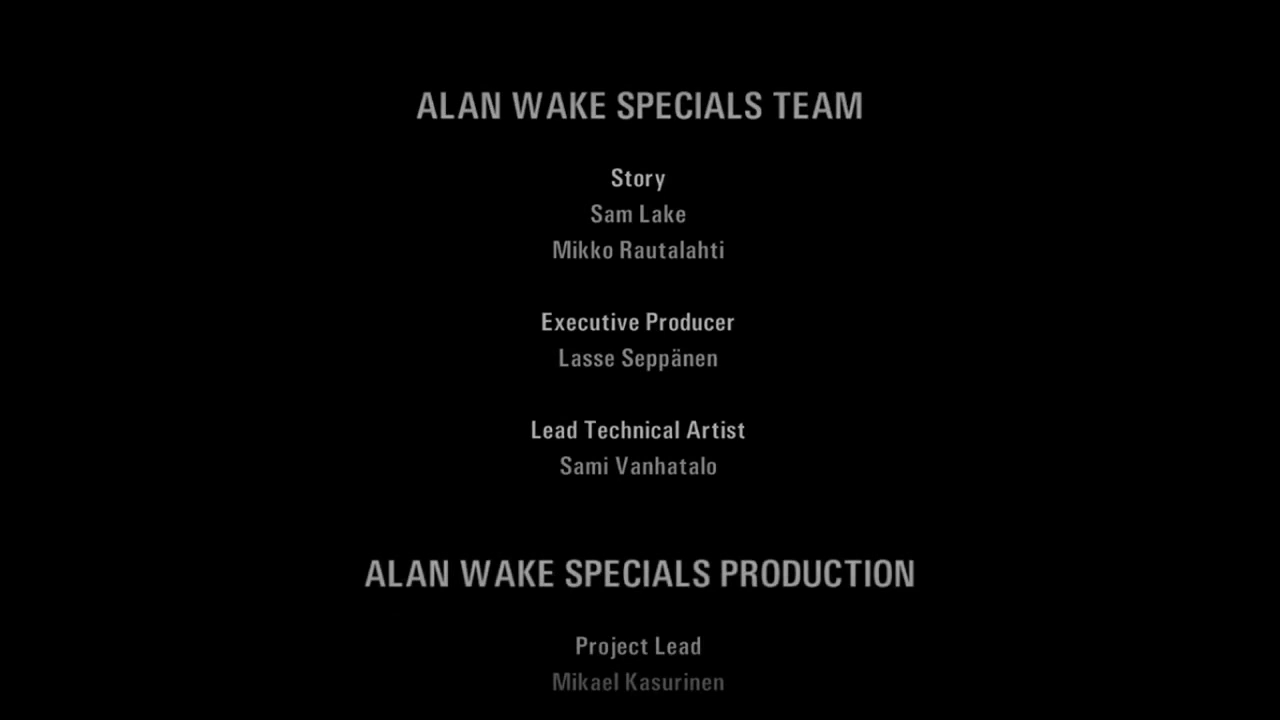 ALAN WAKE SPECIALS TEAM
Story
Sam Lake
Mikko Rautalahti
Executive Producer
Lasse Seppänen
Lead Technical Artist
Sami Vanhatalo
ALAN WAKE SPECIALS PRODUCTION
Project Lead
Mikael Kasurinen